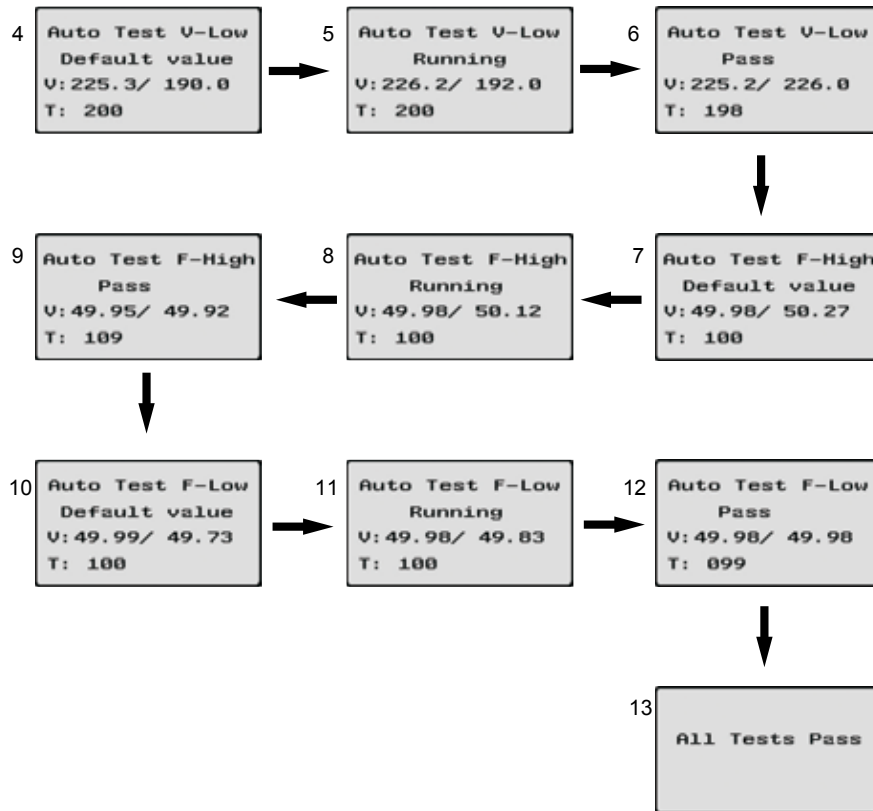 4
Auto Test V-Low
Default value
V:225.3/ 190.0
T: 200
5
Auto Test V-Low
Running
V:226.2/ 192.0
T: 200
6
Auto Test V-Low
Pass
V:225.2/ 226.0
T: 198
7
Auto Test F-High
Default value
V:49.98/ 50.27
T: 100
8
Auto Test F-High
Running
V:49.98/ 50.12
T: 100
9
Auto Test F-High
Pass
V:49.95/ 49.92
T: 109
10
Auto Test F-Low
Default value
V:49.99/ 49.73
T: 100
11
Auto Test F-Low
Running
V:49.98/ 49.83
T: 100
12
Auto Test F-Low
Pass
V:49.98/ 49.98
T: 099
13
All Tests Pass